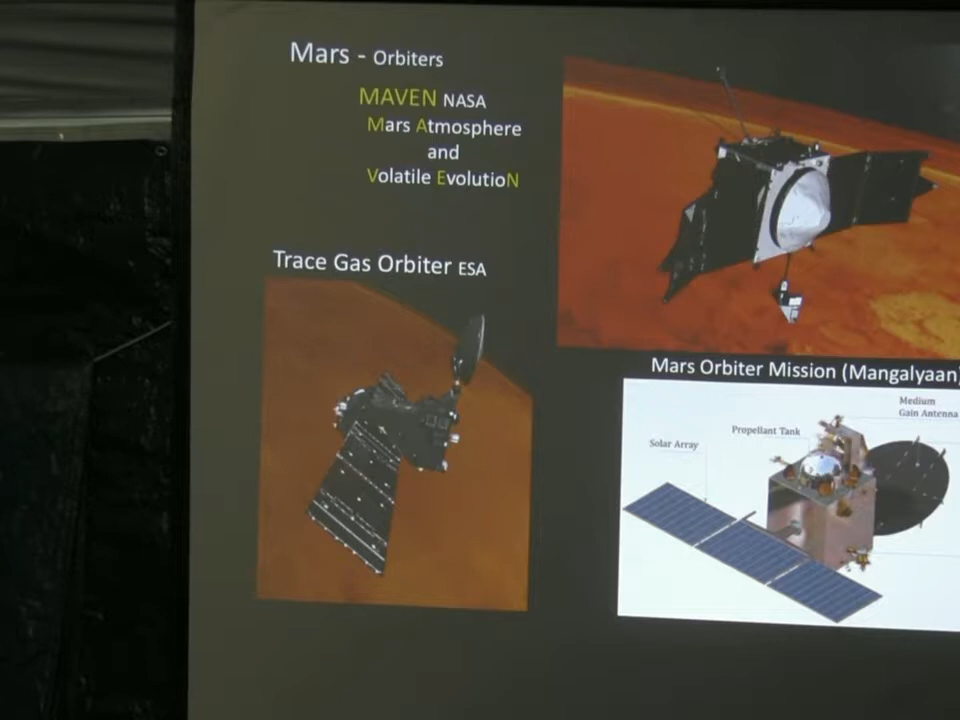 Mars - Orbiters
MAVEN NASA
Mars Atmosphere
and
Volatile EvolutioN
Trace Gas Orbiter ESA
Mars Orbiter Mission (Mangalyaan)
Medium
Gain Antenna
Propellant Tank
Solar Array